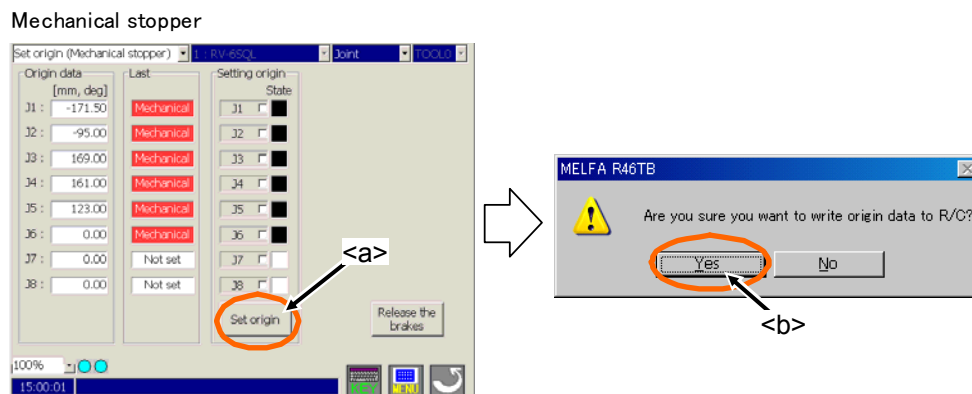 Mechanical stopper
Set origin (Mechanical stopper) 1 : RV-6SQL Joint TOOL0
Origin data Last Setting origin
[mm, deg] State
J1 : -171.50 Mechanical J1
J2 : -95.00 Mechanical J2
J3 : 169.00 Mechanical J3
J4 : 161.00 Mechanical J4
J5 : 123.00 Mechanical J5
J6 : 0.00 Mechanical J6
J7 : 0.00 Not set J7
J8 : 0.00 Not set J8
<a>
Set origin
Release the
brakes
100%
15:00:01
KEY MENU
MELFA R46TB
Are you sure you want to write origin data to R/C?
Yes No
<b>